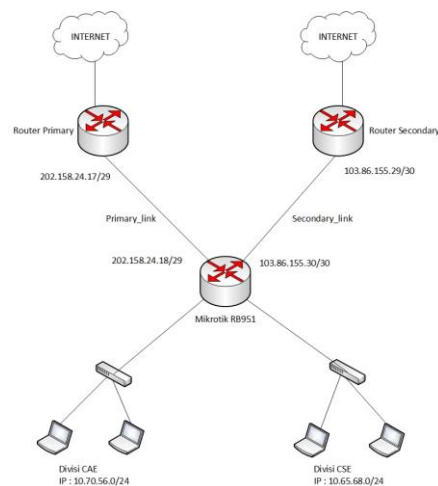 INTERNET
INTERNET
Router Primary
Router Secondary
202.158.24.17/29
103.86.155.29/30
Primary_link
Secondary_link
202.158.24.18/29
103.86.155.30/30
Mikrotik RB951
Divisi CAE
IP : 10.70.56.0/24
Divisi CSE
IP : 10.65.68.0/24